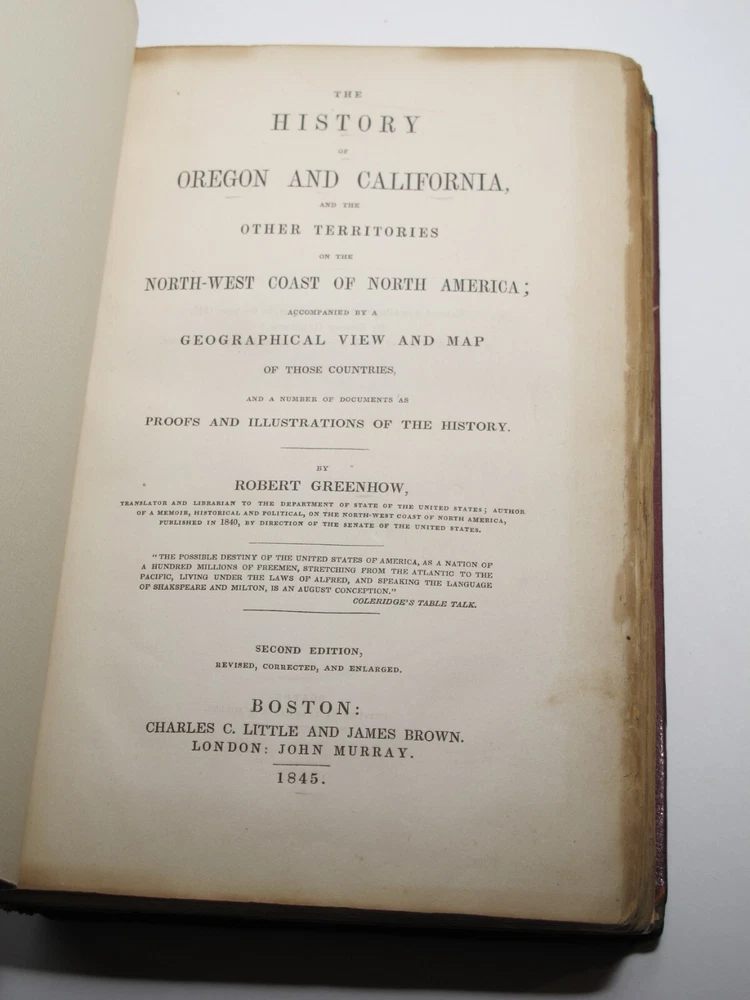 THE
HISTORY
OF
OREGON AND CALIFORNIA,
AND THE
OTHER TERRITORIES
ON THE
NORTH-WEST COAST OF NORTH AMERICA;
ACCOMPANIED BY A
GEOGRAPHICAL VIEW AND MAP
OF THOSE COUNTRIES,
AND A NUMBER OF DOCUMENTS AS
PROOFS AND ILLUSTRATIONS OF THE HISTORY.
BY
ROBERT GREENHOW,
TRANSLATOR AND LIBRARIAN TO THE DEPARTMENT OF STATE OF THE UNITED STATES; AUTHOR
OF A MEMOIR, HISTORICAL AND POLITICAL, ON THE NORTH-WEST COAST OF NORTH AMERICA,
PUBLISHED IN 1840, BY DIRECTION OF THE SENATE OF THE UNITED STATES.
"THE POSSIBLE DESTINY OF THE UNITED STATES OF AMERICA, AS A NATION OF
A HUNDRED MILLIONS OF FREEMEN, STRETCHING FROM THE ATLANTIC TO THE
PACIFIC, LIVING UNDER THE LAWS OF ALFRED, AND SPEAKING THE LANGUAGE
OF SHAKSPEARE AND MILTON, IS AN AUGUST CONCEPTION."
COLERIDGE'S TABLE TALK.
SECOND EDITION,
REVISED, CORRECTED, AND ENLARGED.
BOSTON:
CHARLES C. LITTLE AND JAMES BROWN.
LONDON: JOHN MURRAY.
1845.